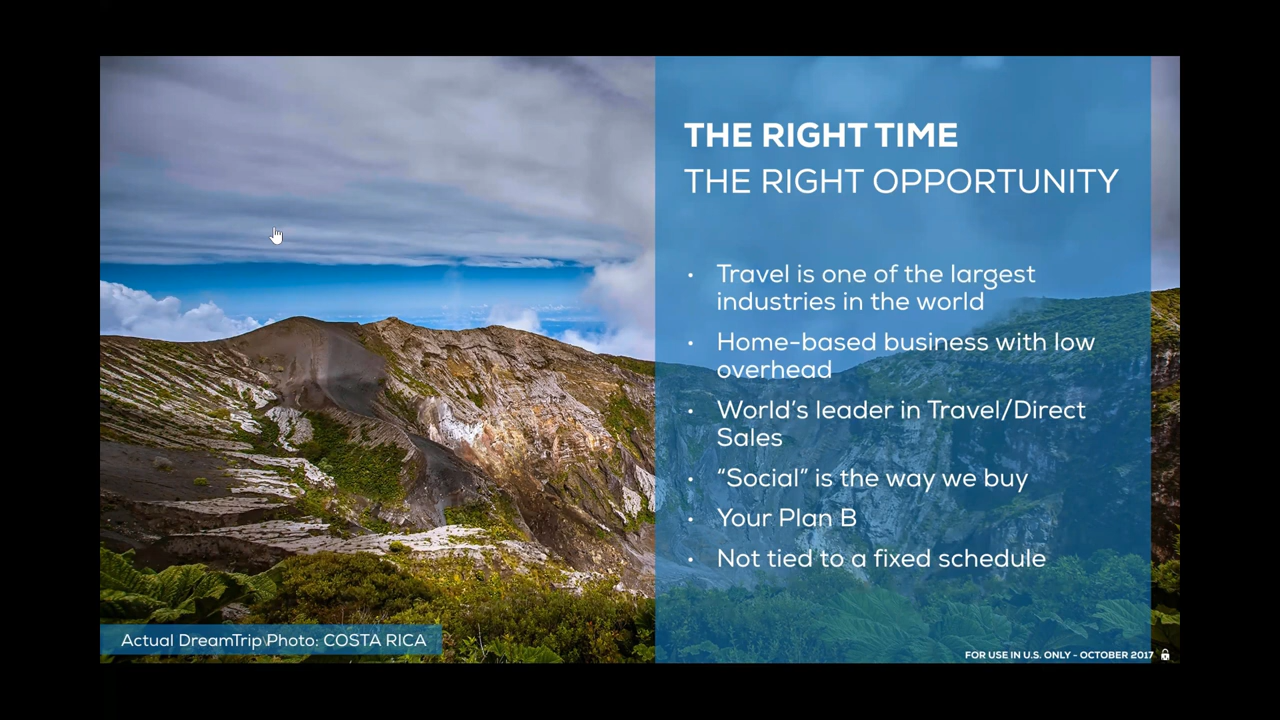 THE RIGHT TIME
THE RIGHT OPPORTUNITY
• Travel is one of the largest
industries in the world
• Home-based business with low
overhead
• World’s leader in Travel/Direct
Sales
• “Social” is the way we buy
• Your Plan B
• Not tied to a fixed schedule
Actual DreamTrip Photo: COSTA RICA
FOR USE IN U.S. ONLY - OCTOBER 2017